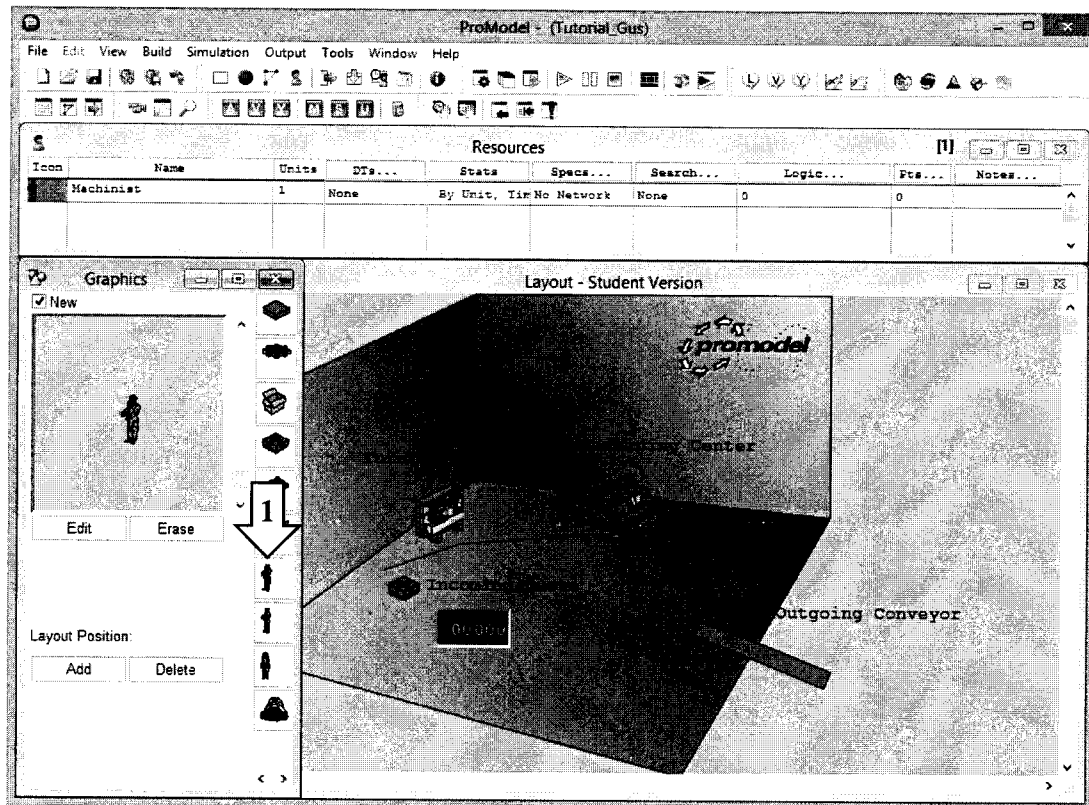 ProModel - (Tutorial_Gus)
File Edit View Build Simulation Output Tools Window Help
Resources
[1]
Icon Name Units DTs... Stats Specs... Search... Logic... Pts... Notes...
Machinist 1 None By Unit, Tim No Network None 0 0
Graphics
New
Edit Erase
1
Layout Position:
Add Delete
Layout - Student Version
promodel
Center
Outgoing Conveyor